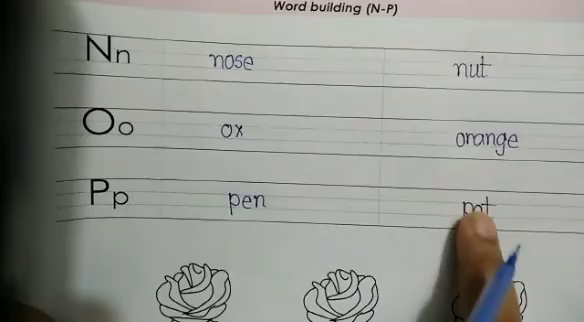 Word building (N-P)
Nn nose nut
Oo ox orange
Pp pen